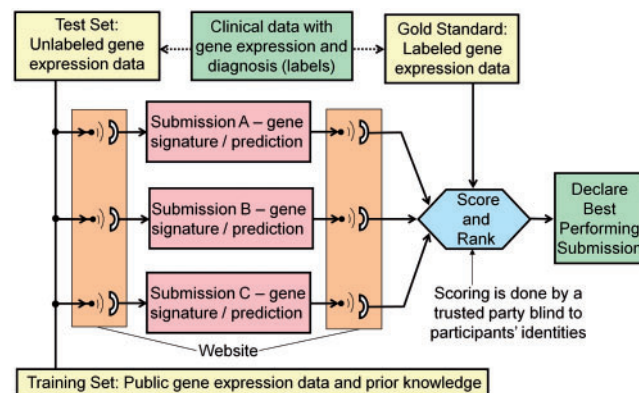 Test Set:
Unlabeled gene
expression data
Clinical data with
gene expression and
diagnosis (labels)
Gold Standard:
Labeled gene
expression data
Submission A – gene
signature / prediction
Submission B – gene
signature / prediction
Submission C – gene
signature / prediction
Score
and
Rank
Declare
Best
Performing
Submission
Scoring is done by a
trusted party blind to
participants' identities
Website
Training Set: Public gene expression data and prior knowledge